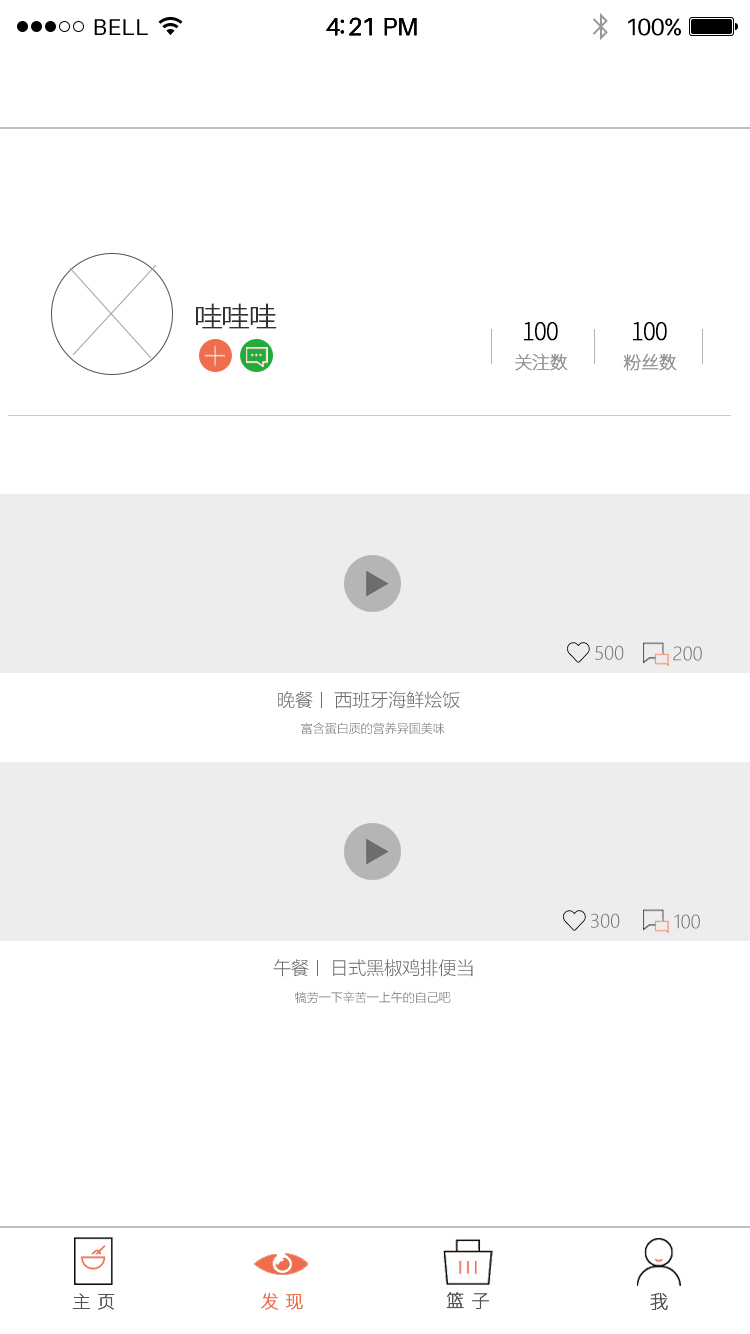 BELL 4:21 PM 100%
哇哇哇
100 100
关注数 粉丝数
500 200
晚餐丨 西班牙海鲜烩饭
富含蛋白质的营养异国美味
300 100
午餐丨 日式黑椒鸡排便当
犒劳一下辛苦一上午的自己吧
主 页 发 现 篮 子 我